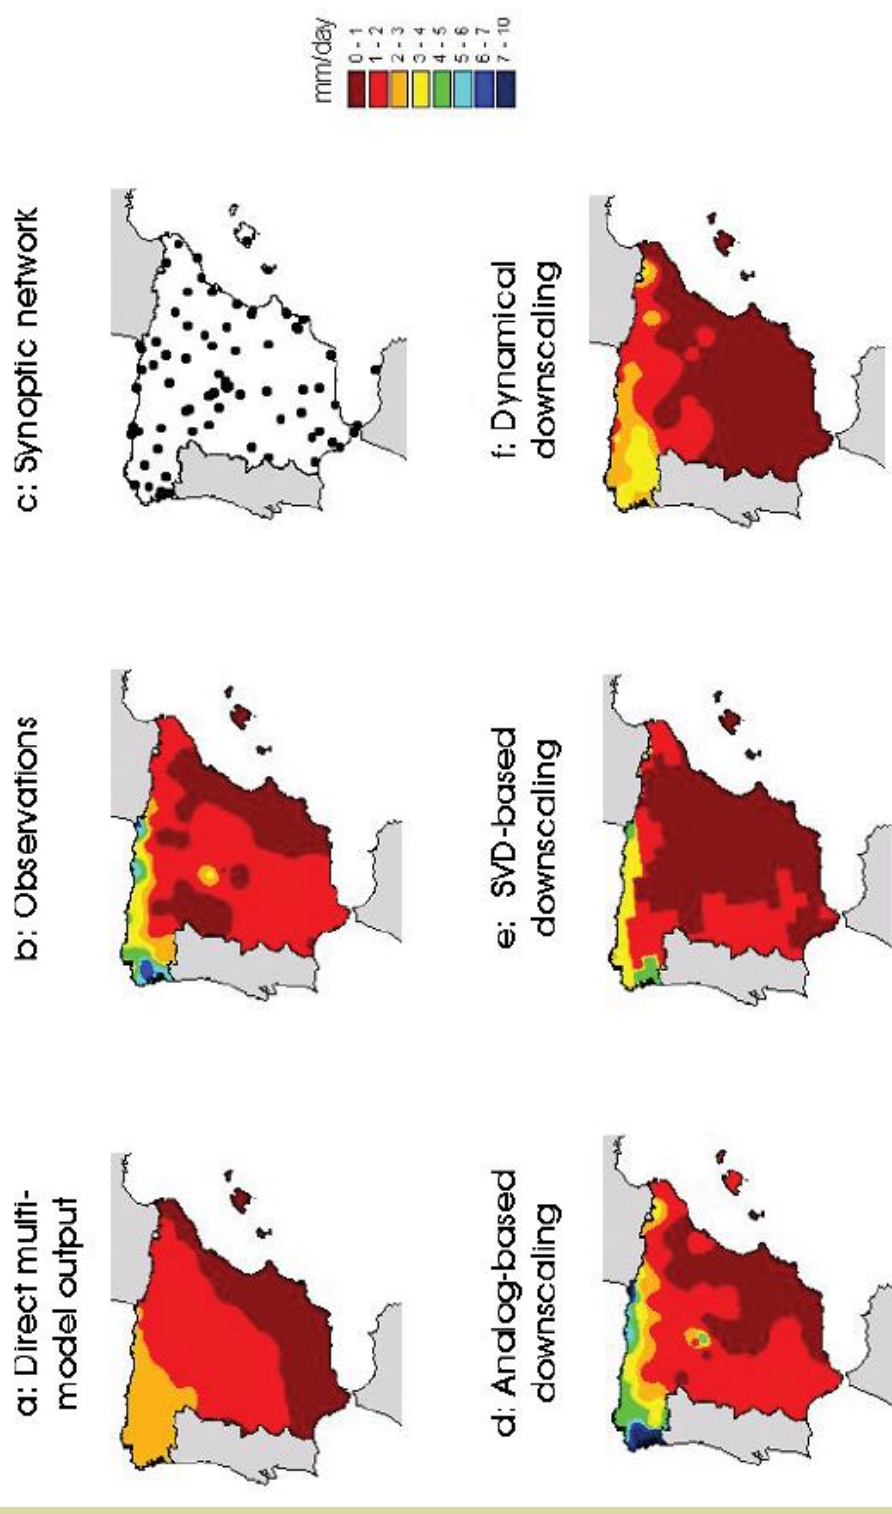 a: Direct multi-
model output
b: Observations
c: Synoptic network
mm/day
0 - 1
1 - 2
2 - 3
3 - 4
4 - 5
5 - 6
6 - 7
7 - 10
d: Analog-based
downscaling
e: SVD-based
downscaling
f: Dynamical
downscaling